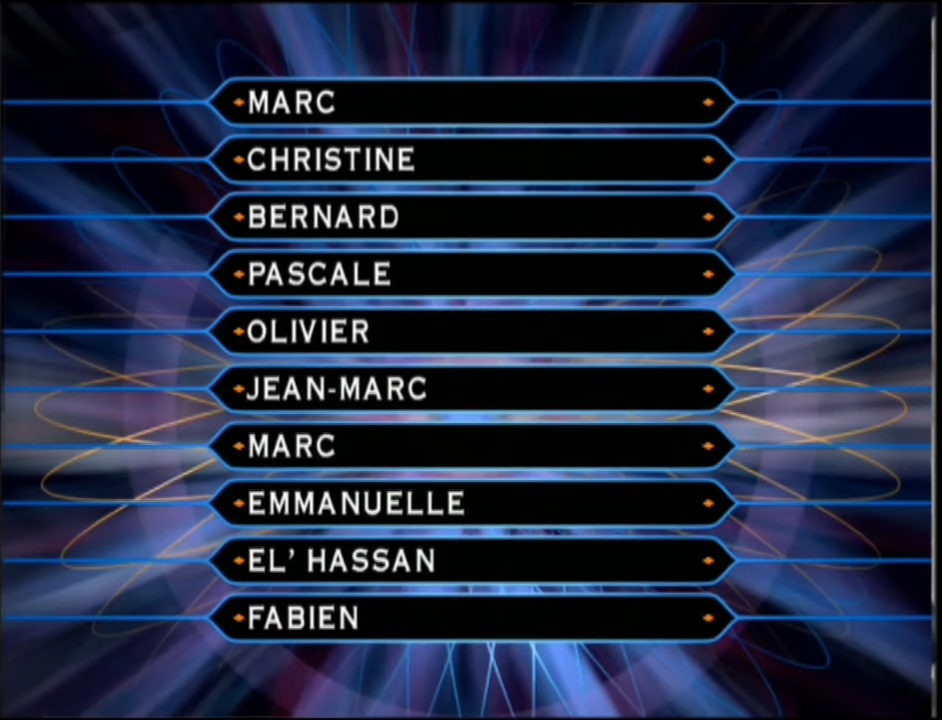 MARC
CHRISTINE
BERNARD
PASCALE
OLIVIER
JEAN-MARC
MARC
EMMANUELLE
EL' HASSAN
FABIEN